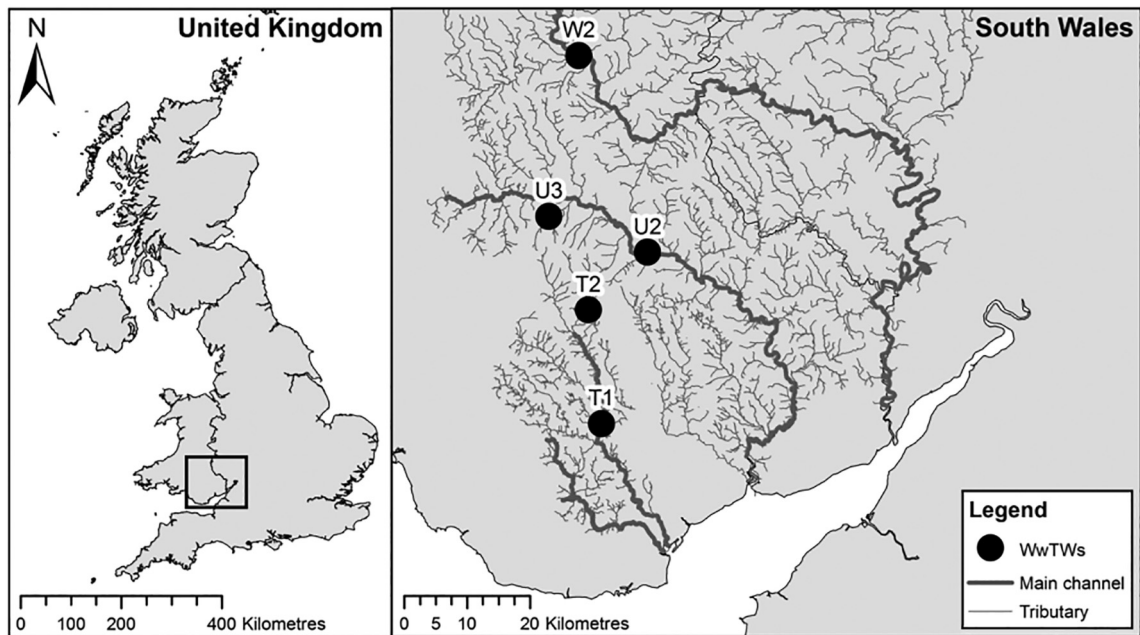 United Kingdom
N
0 100 200 400 Kilometres
South Wales
W2
U3
U2
T2
T1
0 5 10 20 Kilometres
Legend
WwTWs
Main channel
Tributary